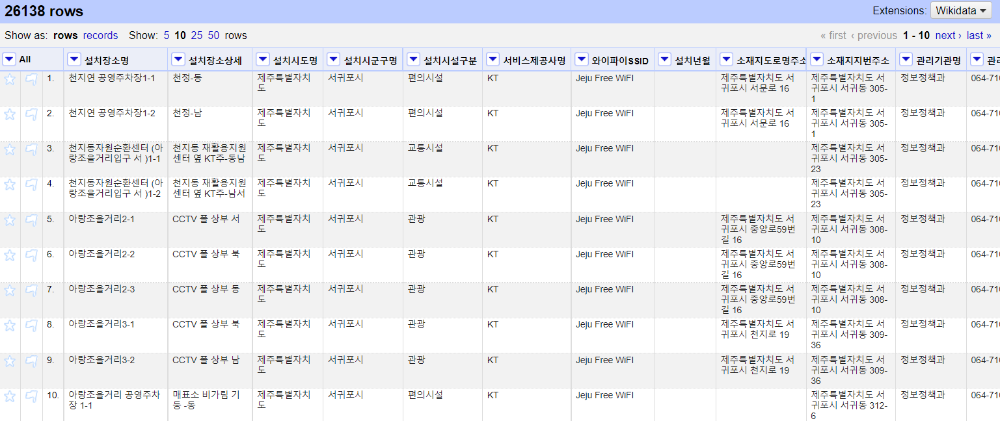 26138 rows
Extensions: Wikidata
Show as: rows records Show: 5 10 25 50 rows
« first ‹ previous 1 - 10 next › last »
All 설치장소명 설치장소상세 설치시도명 설치시군구명 설치시설구분 서비스제공사명 와이파이SSID 설치년월 소재지도로명주소 소재지지번주소 관리기관명 관리
1. 천지연 공영주차장1-1 천정-동 제주특별자치 서귀포시 편의시설 KT Jeju Free WiFI 제주특별자치도 서 제주특별자치도 서 정보정책과 064-710
도 귀포시 서문로 16 귀포시 서귀동 305-
1
2. 천지연 공영주차장1-2 천정-남 제주특별자치 서귀포시 편의시설 KT Jeju Free WiFI 제주특별자치도 서 제주특별자치도 서 정보정책과 064-710
도 귀포시 서문로 16 귀포시 서귀동 305-
1
3. 천지동자원순환센터 (아 천지동 재활용지원 제주특별자치 서귀포시 교통시설 KT Jeju Free WiFI 제주특별자치도 서 정보정책과 064-710
랑조을거리입구 서 )1-1 센터 옆 KT주-동남 도 귀포시 서귀동 305-
23
4. 천지동자원순환센터 (아 천지동 재활용지원 제주특별자치 서귀포시 교통시설 KT Jeju Free WiFI 제주특별자치도 서 정보정책과 064-710
랑조을거리입구 서 )1-2 센터 옆 KT주-남서 도 귀포시 서귀동 305-
23
5. 아랑조을거리2-1 CCTV 폴 상부 서 제주특별자치 서귀포시 관광 KT Jeju Free WiFI 제주특별자치도 서 제주특별자치도 서 정보정책과 064-710
도 귀포시 중앙로59번 귀포시 서귀동 308-
길 16 10
6. 아랑조을거리2-2 CCTV 폴 상부 북 제주특별자치 서귀포시 관광 KT Jeju Free WiFI 제주특별자치도 서 제주특별자치도 서 정보정책과 064-710
도 귀포시 중앙로59번 귀포시 서귀동 308-
길 16 10
7. 아랑조을거리2-3 CCTV 폴 상부 동 제주특별자치 서귀포시 관광 KT Jeju Free WiFI 제주특별자치도 서 제주특별자치도 서 정보정책과 064-710
도 귀포시 중앙로59번 귀포시 서귀동 308-
길 16 10
8. 아랑조을거리3-1 CCTV 폴 상부 북 제주특별자치 서귀포시 관광 KT Jeju Free WiFI 제주특별자치도 서 제주특별자치도 서 정보정책과 064-710
도 귀포시 천지로 19 귀포시 서귀동 309-
36
9. 아랑조을거리3-2 CCTV 폴 상부 남 제주특별자치 서귀포시 관광 KT Jeju Free WiFI 제주특별자치도 서 제주특별자치도 서 정보정책과 064-710
도 귀포시 천지로 19 귀포시 서귀동 309-
36
10. 아랑조을거리 공영주차 매표소 비가림 기 제주특별자치 서귀포시 편의시설 KT Jeju Free WiFI 제주특별자치도 서 정보정책과 064-710
장 1-1 둥 -동 도 귀포시 서귀동 312-
6